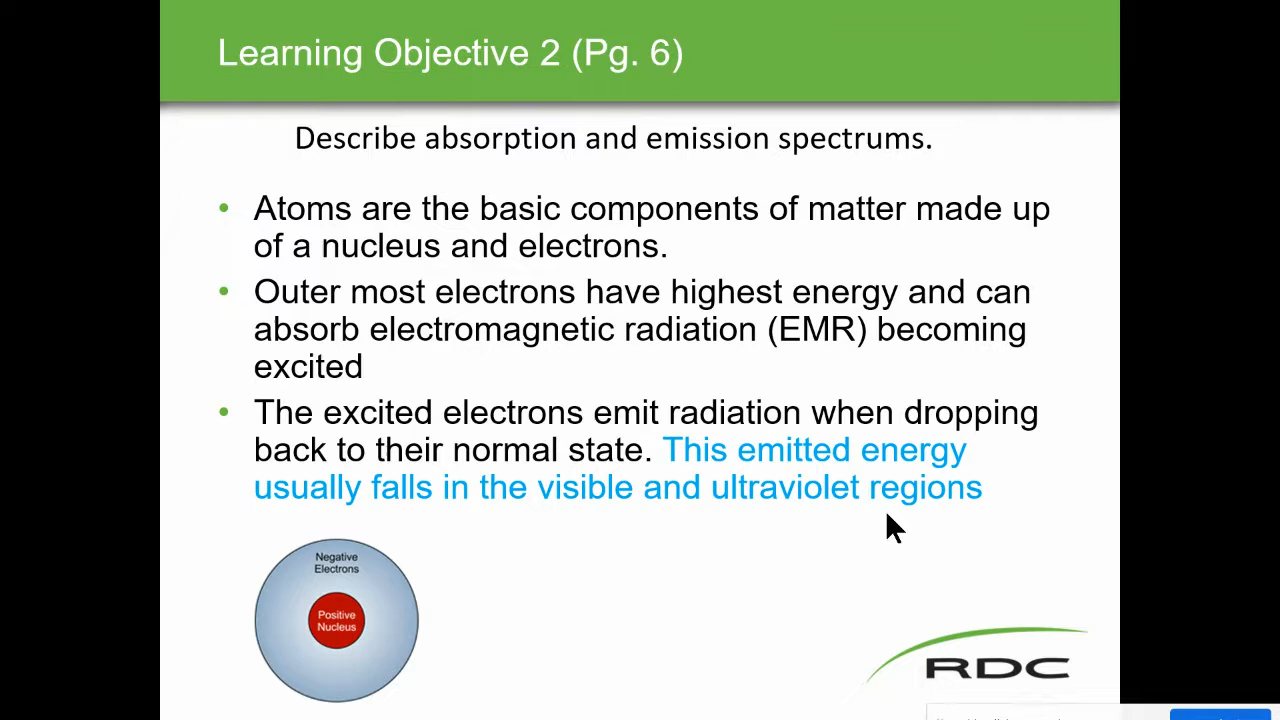 Learning Objective 2 (Pg. 6)
Describe absorption and emission spectrums.
• Atoms are the basic components of matter made up
of a nucleus and electrons.
• Outer most electrons have highest energy and can
absorb electromagnetic radiation (EMR) becoming
excited
• The excited electrons emit radiation when dropping
back to their normal state. This emitted energy
usually falls in the visible and ultraviolet regions
Negative
Electrons
Positive
Nucleus
RDC